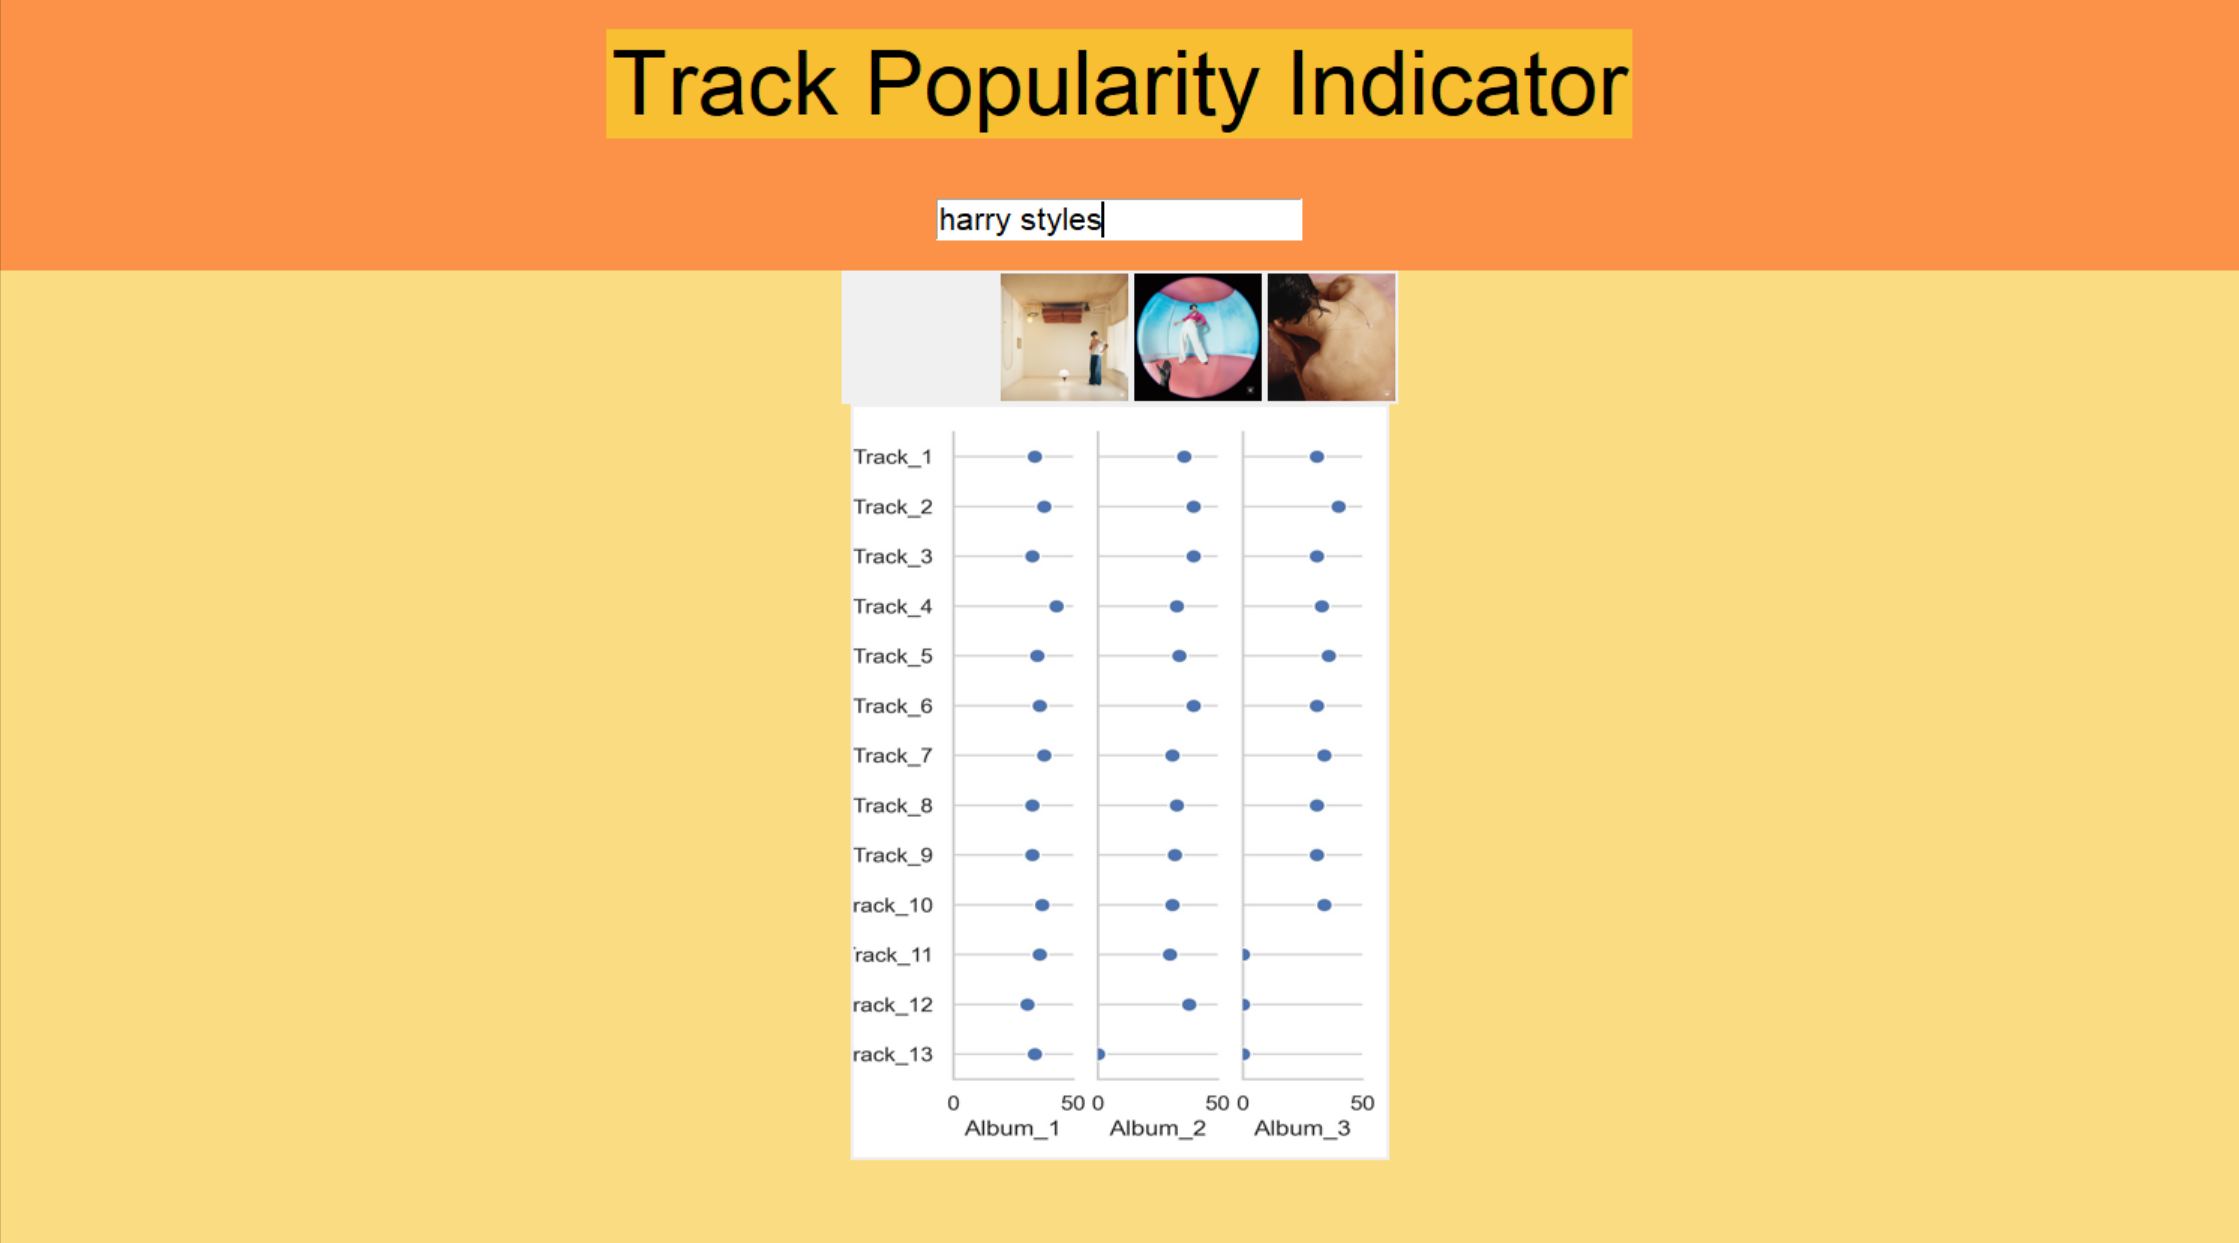 Track Popularity Indicator
harry styles
Track_1
Track_2
Track_3
Track_4
Track_5
Track_6
Track_7
Track_8
Track_9
rack_10
rack_11
rack_12
rack_13
0 50 0 50 0 50
Album_1 Album_2 Album_3